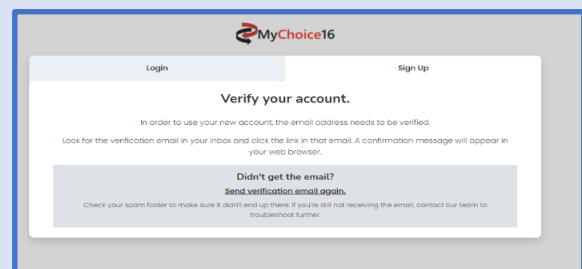 MyChoice16
Login
Sign Up
Verify your account.
In order to use your new account, the email address needs to be verified.
Look for the verification email in your inbox and click the link in that email. A confirmation message will appear in
your web browser.
Didn't get the email?
Send verification email again.
Check your spam folder to make sure it didn't end up there. If you're still not receiving the email, contact our team to
troubleshoot further.